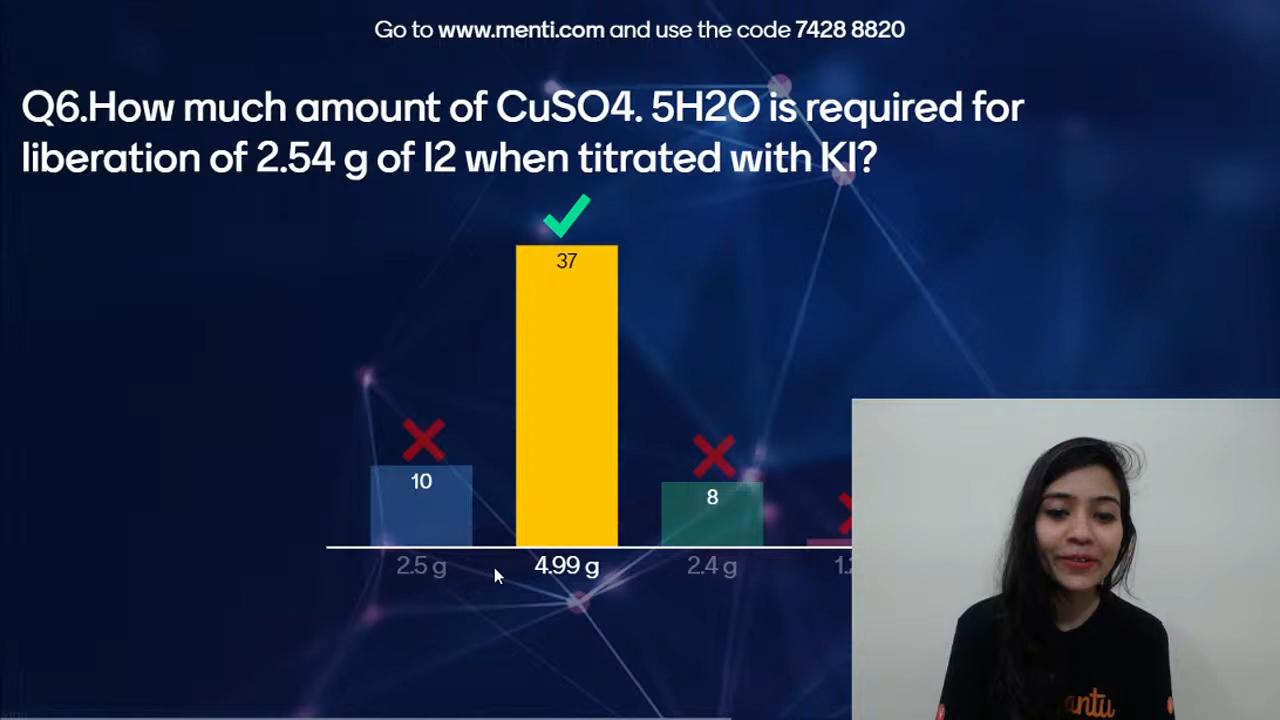 Go to www.menti.com and use the code 7428 8820
Q6.How much amount of CuSO4. 5H2O is required for
liberation of 2.54 g of I2 when titrated with KI?
37
10
8
2.5 g
4.99 g
2.4 g